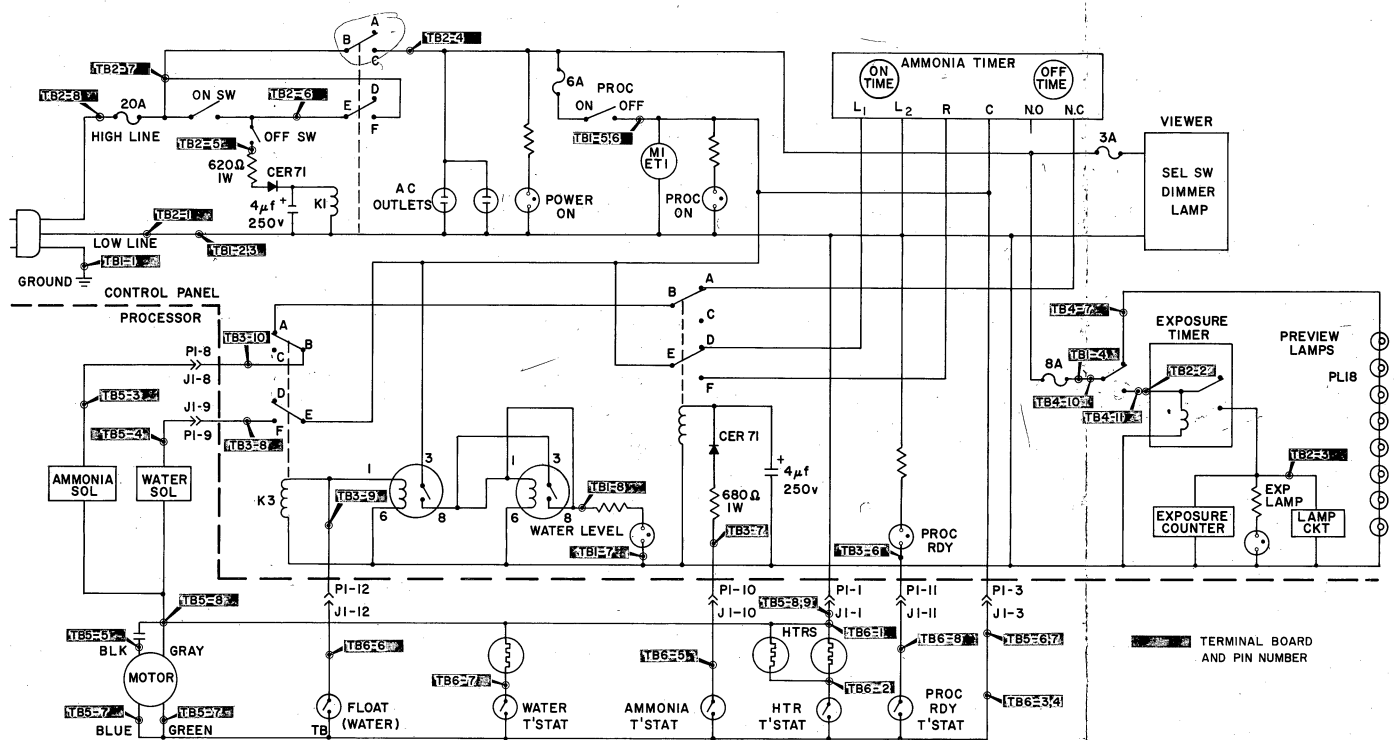 A
B
C
TB2-4
TB2-7
TB2-8
20A
ON SW
TB2-6
D
E
F
HIGH LINE
OFF SW
TB2-5
620Ω
1W
CER71
4µf +
250v
K1
6A
PROC
ON OFF
TB1-5,6
M1
ET1
AC
OUTLETS
POWER
ON
PROC
ON
ON
TIME
AMMONIA TIMER
OFF
TIME
L1 L2 R C N.O N.C
3A
VIEWER
SEL SW
DIMMER
LAMP
TB2-1
LOW LINE
TB1-2,3
TB1-1
GROUND
CONTROL PANEL
PROCESSOR
A
B
C
TB3-10
P1-8
J1-8
D
E
F
J1-9
P1-9
TB3-8
TB5-3
TB5-4
AMMONIA
SOL
WATER
SOL
K3
TB3-9
1
3
6
8
1
3
6
8
WATER LEVEL
TB1-8
TB1-7
A
B
C
D
E
F
CER 71
+
4µf
250v
680Ω
1W
TB3-7
PROC
RDY
TB3-6
TB4-7
8A
TB1-4
TB4-10
TB4-11
TB2-2
EXPOSURE
TIMER
PREVIEW
LAMPS
PL18
TB2-3
EXP
LAMP
EXPOSURE
COUNTER
LAMP
CKT
P1-12
J1-12
P1-10
J1-10
P1-1
J1-1
P1-11
J1-11
P1-3
J1-3
TB5-8
TB5-5
BLK
GRAY
MOTOR
TB5-7
TB5-7
BLUE
GREEN
TB6-6
FLOAT
(WATER)
TB
TB6-7
WATER
T'STAT
TB6-5
AMMONIA
T'STAT
TB5-8,9
HTRS
TB6-1
TB6-2
HTR
T'STAT
TB6-8
PROC
RDY
T'STAT
TB5-6,7
TB6-3,4
TERMINAL BOARD
AND PIN NUMBER